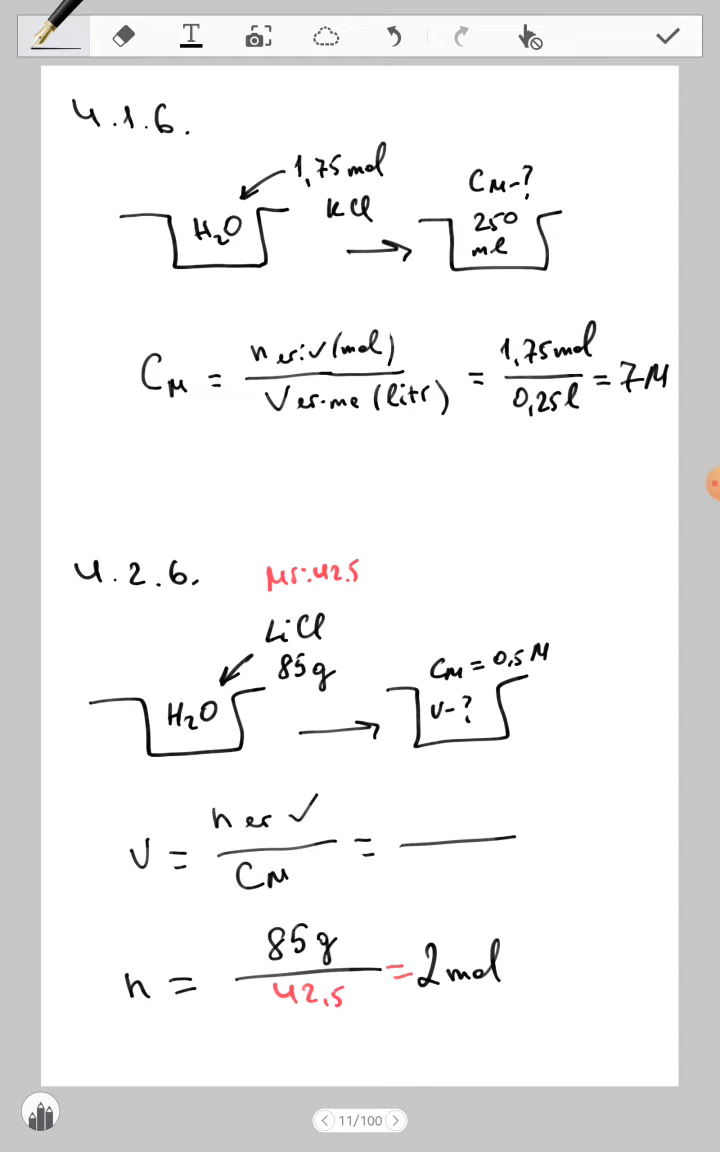 4.1.6.
1,75 mol
KCl
H₂O
CM-?
250
ml
CM = n er.iv (mol) / V er-me (litr) = 1,75 mol / 0,25 l = 7 M
4.2.6. Mr:42.5
LiCl
85g
H₂O
CM = 0,5 M
V-?
V = n er ✓ / CM =
n = 85g / 42.5 = 2 mol
11/100